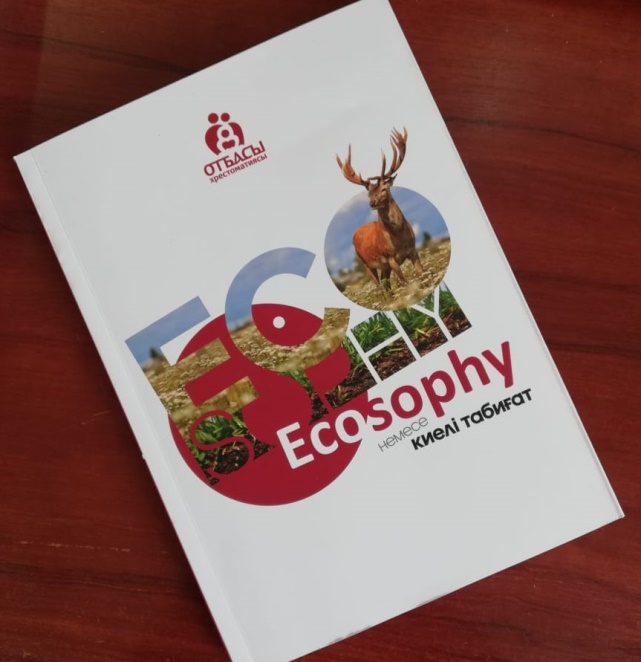 ОТБАСЫ
хрестоматиясы
ECO
SOPHY
Ecosophy
немесе
киелі табиғат